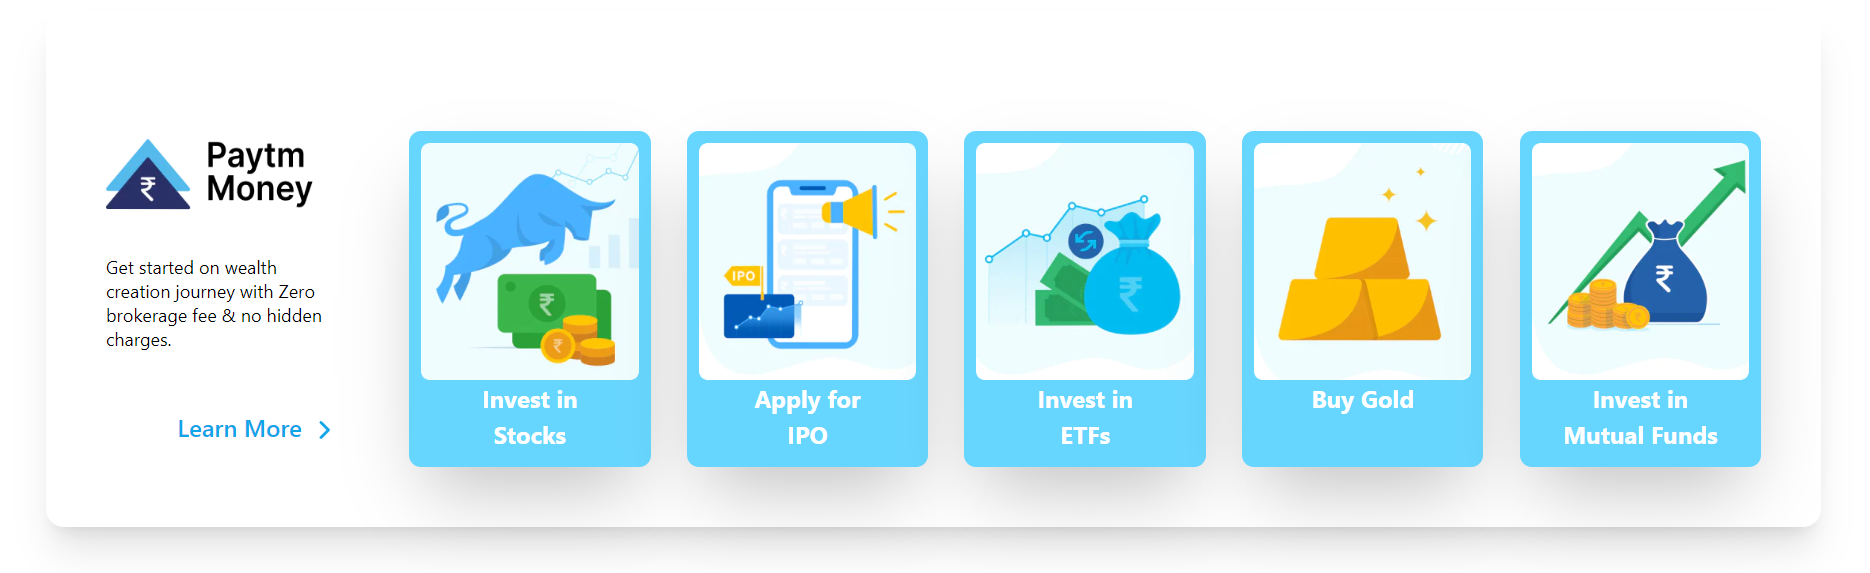 Paytm
Money
Get started on wealth
creation journey with Zero
brokerage fee & no hidden
charges.
Learn More
IPO
Invest in
Stocks
Apply for
IPO
Invest in
ETFs
Buy Gold
Invest in
Mutual Funds